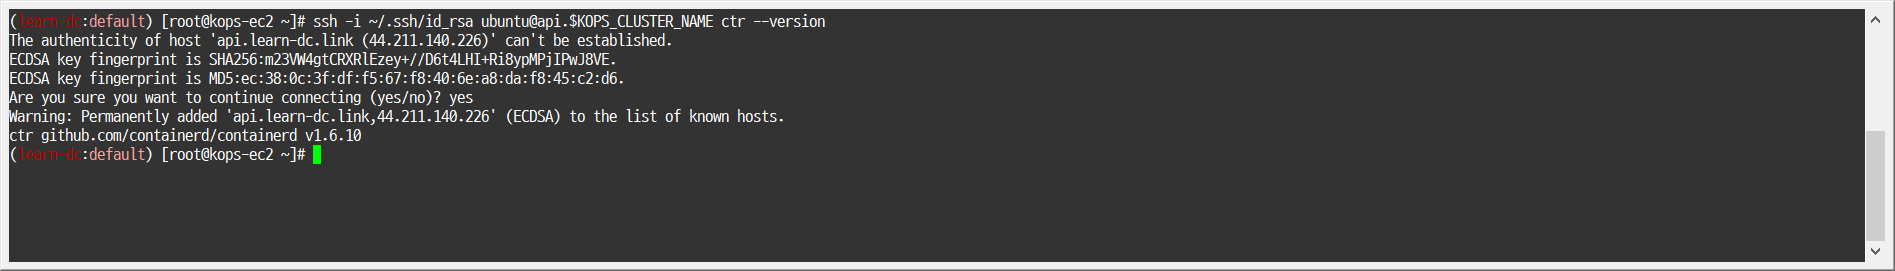 (learn-dc:default) [root@kops-ec2 ~]# ssh -i ~/.ssh/id_rsa ubuntu@api.$KOPS_CLUSTER_NAME ctr --version
The authenticity of host 'api.learn-dc.link (44.211.140.226)' can't be established.
ECDSA key fingerprint is SHA256:m23VW4gtCRXRlEzey+//D6t4LHI+Ri8ypMPjIPwJ8VE.
ECDSA key fingerprint is MD5:ec:38:0c:3f:df:f5:67:f8:40:6e:a8:da:f8:45:c2:d6.
Are you sure you want to continue connecting (yes/no)? yes
Warning: Permanently added 'api.learn-dc.link,44.211.140.226' (ECDSA) to the list of known hosts.
ctr github.com/containerd/containerd v1.6.10
(learn-dc:default) [root@kops-ec2 ~]#